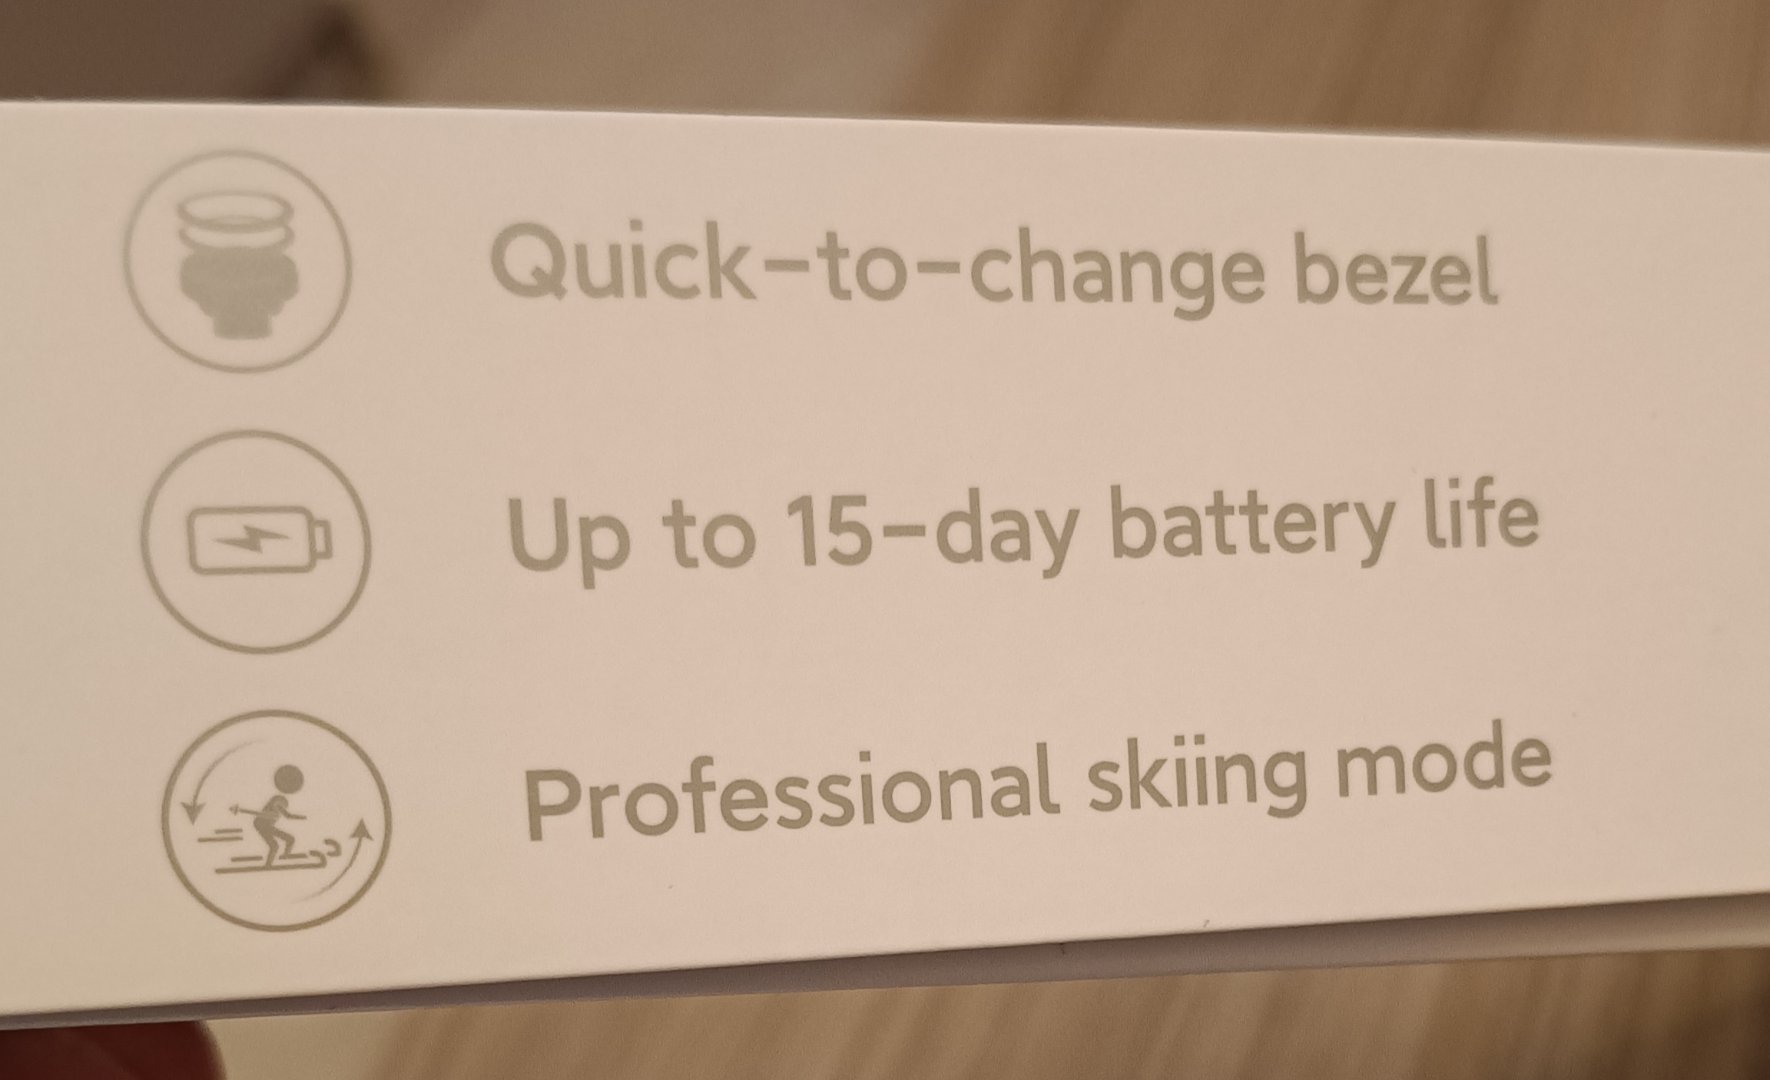 Quick-to-change bezel
Up to 15-day battery life
Professional skiing mode